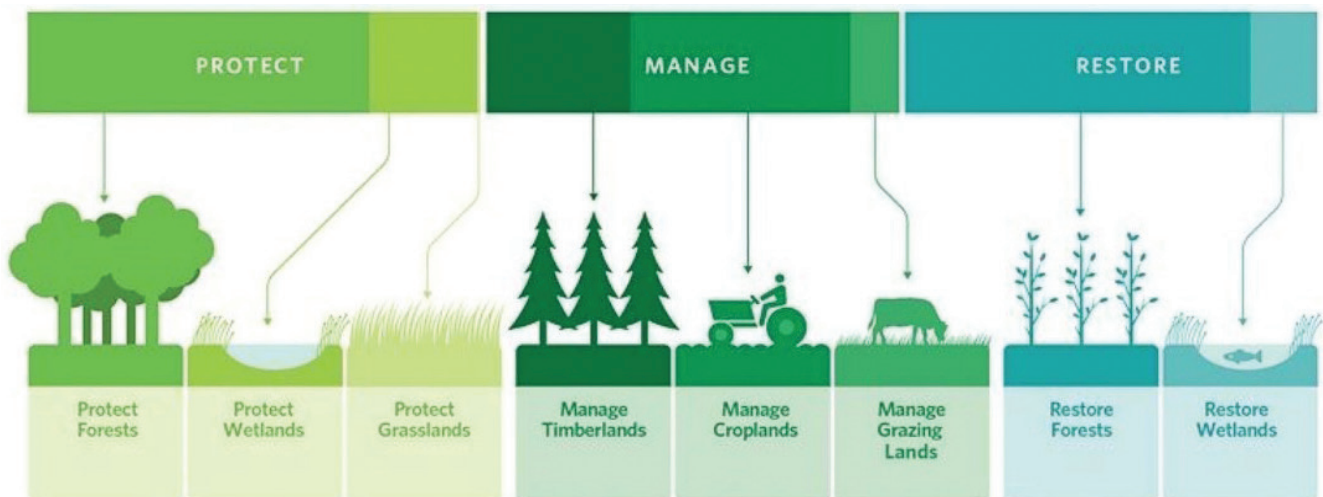 PROTECT
MANAGE
RESTORE
Protect
Forests
Protect
Wetlands
Protect
Grasslands
Manage
Timberlands
Manage
Croplands
Manage
Grazing
Lands
Restore
Forests
Restore
Wetlands